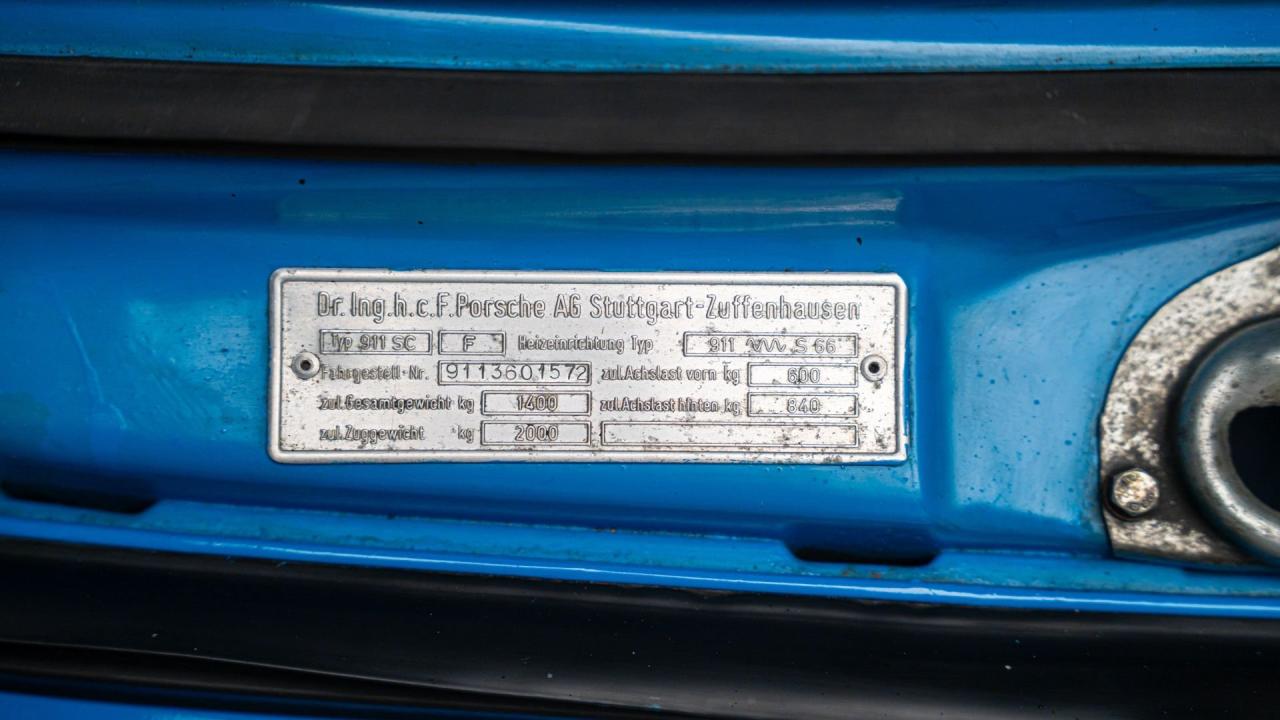 Dr. Ing. h. c. F. Porsche AG Stuttgart-Zuffenhausen
Typ 911 SC F Heizeinrichtung Typ 911 S 66
Fahrgestell-Nr. 9113601572 zul. Achslast vorn kg 600
zul. Gesamtgewicht kg 1400 zul. Achslast hinten kg 840
zul. Zuggewicht kg 2000